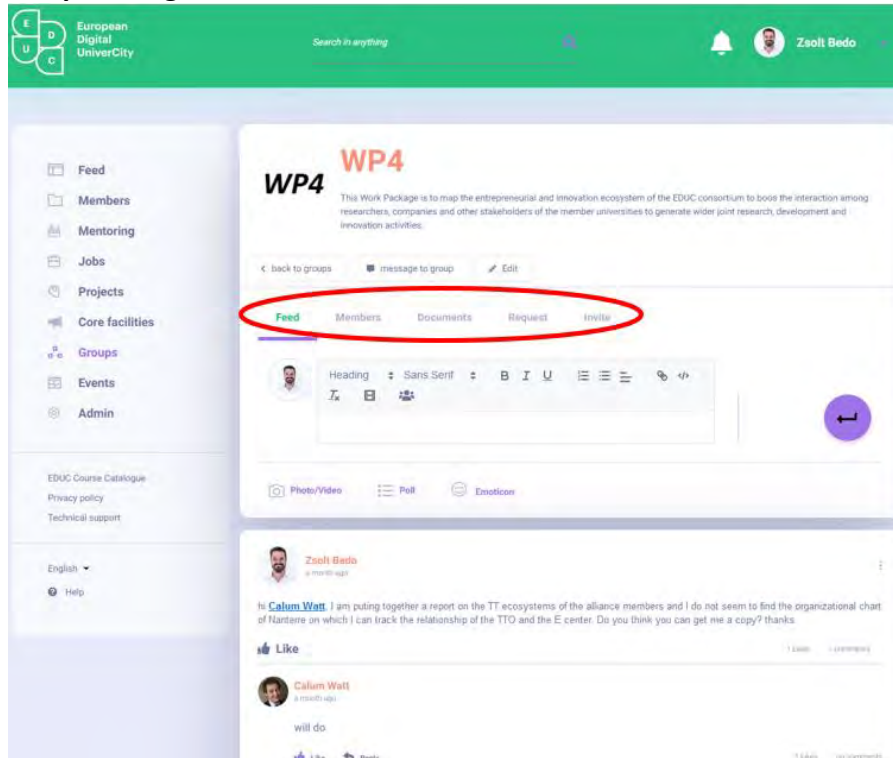 E D U C
European
Digital
UniverCity
Search in anything
Zsolt Bedo
Feed
Members
Mentoring
Jobs
Projects
Core facilities
Groups
Events
Admin
EDUC Course Catalogue
Privacy policy
Technical support
English
Help
WP4
WP4
This Work Package is to map the entrepreneurial and innovation ecosystem of the EDUC consortium to boos the interaction among
researchers, companies and other stakeholders of the member universities to generate wider joint research, development and
innovation activities.
back to groups message to group Edit
Feed Members Documents Request Invite
Heading Sans Serif B I U
Photo/Video Poll Emoticon
Zsolt Bedo
a month ago
hi Calum Watt, I am puting together a report on the TT ecosystems of the alliance members and I do not seem to find the organizational chart
of Nanterre on which I can track the relationship of the TTO and the E center. Do you think you can get me a copy? thanks
Like
Calum Watt
a month ago
will do
Like Reply